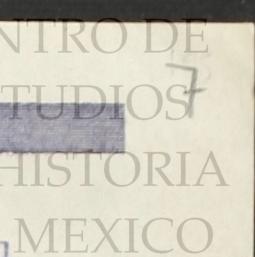 NTRO DE
7
TUDIOS
HISTORIA
MEXICO